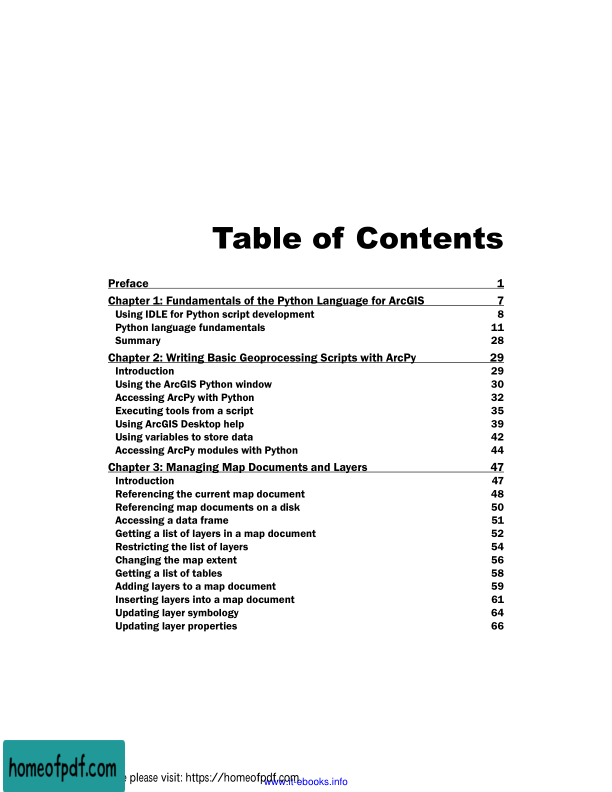 Table of Contents
Preface 1
Chapter 1: Fundamentals of the Python Language for ArcGIS 7
Using IDLE for Python script development 8
Python language fundamentals 11
Summary 28
Chapter 2: Writing Basic Geoprocessing Scripts with ArcPy 29
Introduction 29
Using the ArcGIS Python window 30
Accessing ArcPy with Python 32
Executing tools from a script 35
Using ArcGIS Desktop help 39
Using variables to store data 42
Accessing ArcPy modules with Python 44
Chapter 3: Managing Map Documents and Layers 47
Introduction 47
Referencing the current map document 48
Referencing map documents on a disk 50
Accessing a data frame 51
Getting a list of layers in a map document 52
Restricting the list of layers 54
Changing the map extent 56
Getting a list of tables 58
Adding layers to a map document 59
Inserting layers into a map document 61
Updating layer symbology 64
Updating layer properties 66
homeofpdf.com
please visit: https://homeofpdf.com
www.it-ebooks.info